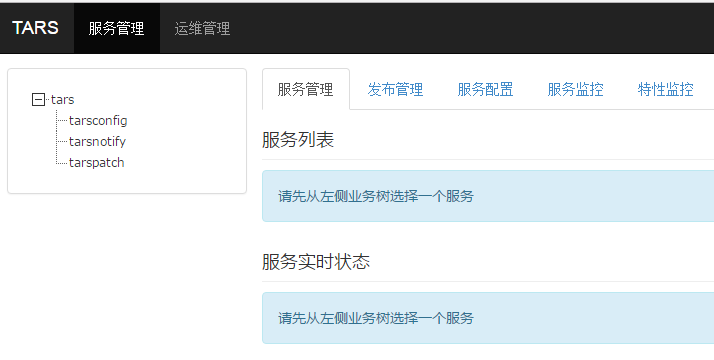 TARS 服务管理 运维管理
tars
tarsconfig
tarsnotify
tarspatch
服务管理 发布管理 服务配置 服务监控 特性监控
服务列表
请先从左侧业务树选择一个服务
服务实时状态
请先从左侧业务树选择一个服务